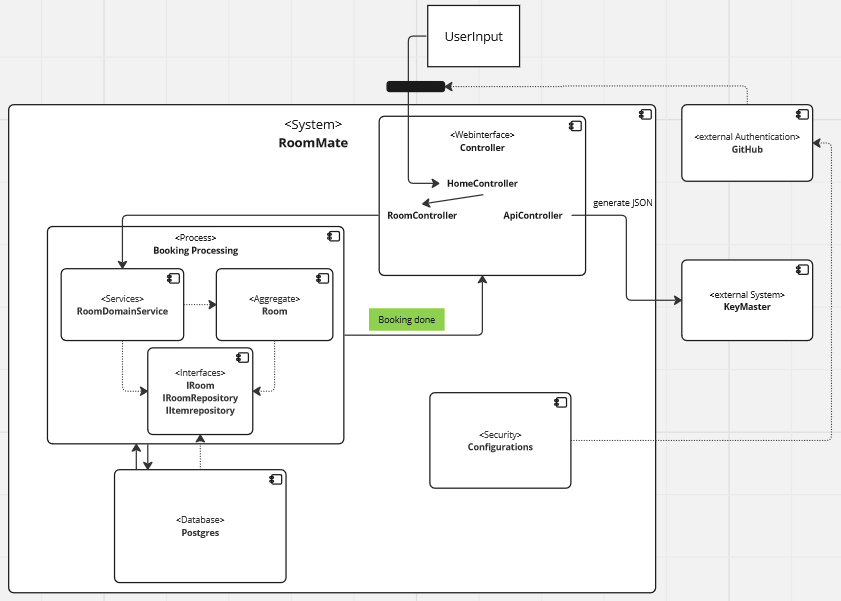 UserInput
<System>
RoomMate
<Webinterface>
Controller
HomeController
RoomController
ApiController
generate JSON
<external Authentication>
GitHub
<Process>
Booking Processing
<Services>
RoomDomainService
<Aggregate>
Room
<external System>
KeyMaster
Booking done
<Interfaces>
IRoom
IRoomRepository
IItemrepository
<Security>
Configurations
<Database>
Postgres